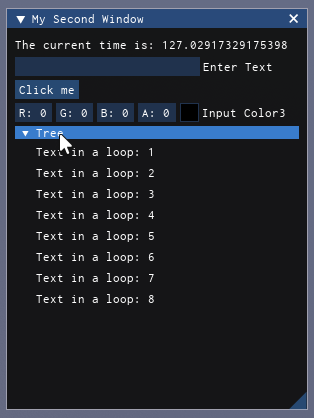 My Second Window
The current time is: 127.02917329175398
Enter Text
Click me
R: 0 G: 0 B: 0 A: 0 Input Color3
Tree
Text in a loop: 1
Text in a loop: 2
Text in a loop: 3
Text in a loop: 4
Text in a loop: 5
Text in a loop: 6
Text in a loop: 7
Text in a loop: 8